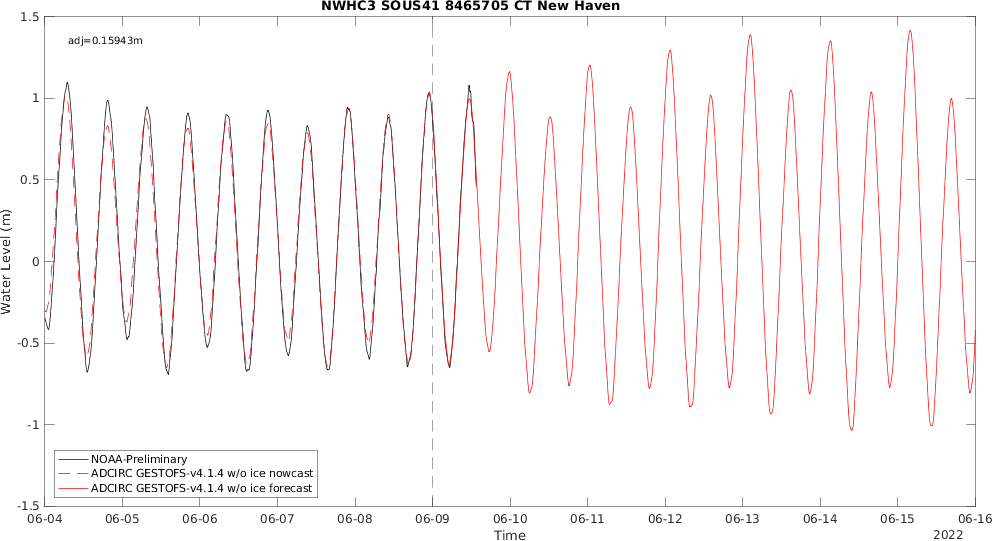 NWHC3 SOUS41 8465705 CT New Haven
adj=0.15943m
Water Level (m)
1.5
1
0.5
0
-0.5
-1
-1.5
NOAA-Preliminary
ADCIRC GESTOFS-v4.1.4 w/o ice nowcast
ADCIRC GESTOFS-v4.1.4 w/o ice forecast
06-04 06-05 06-06 06-07 06-08 06-09 06-10 06-11 06-12 06-13 06-14 06-15 06-16
Time
2022